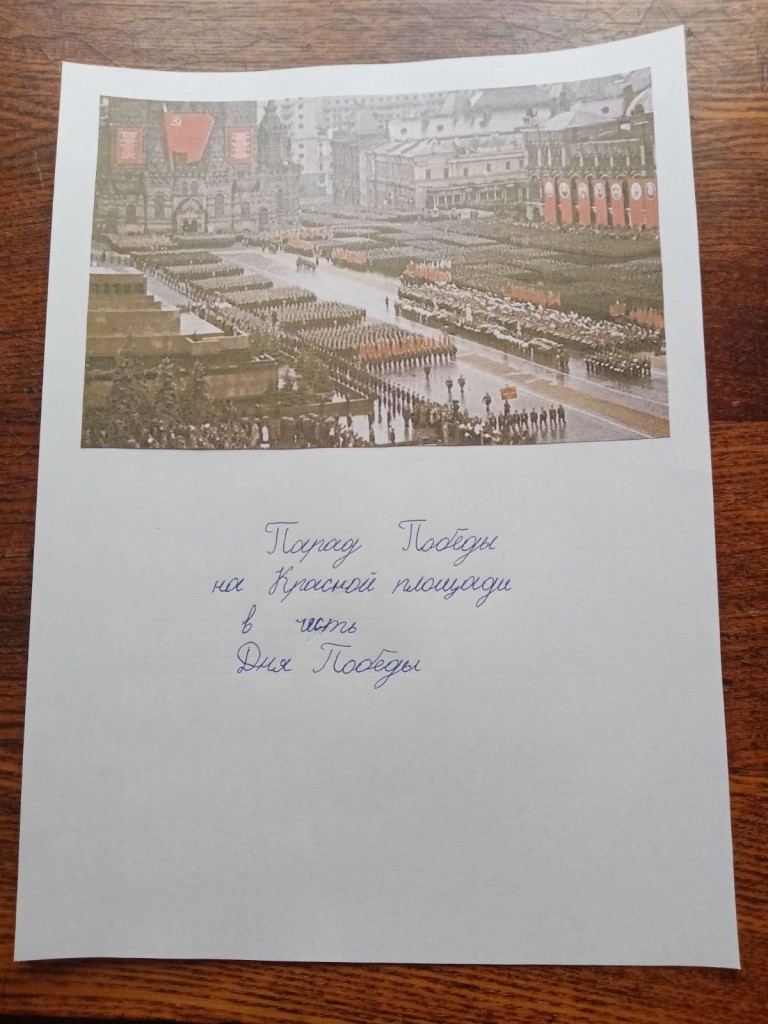 Парад Победы
на Красной площади
в честь
Дня Победы